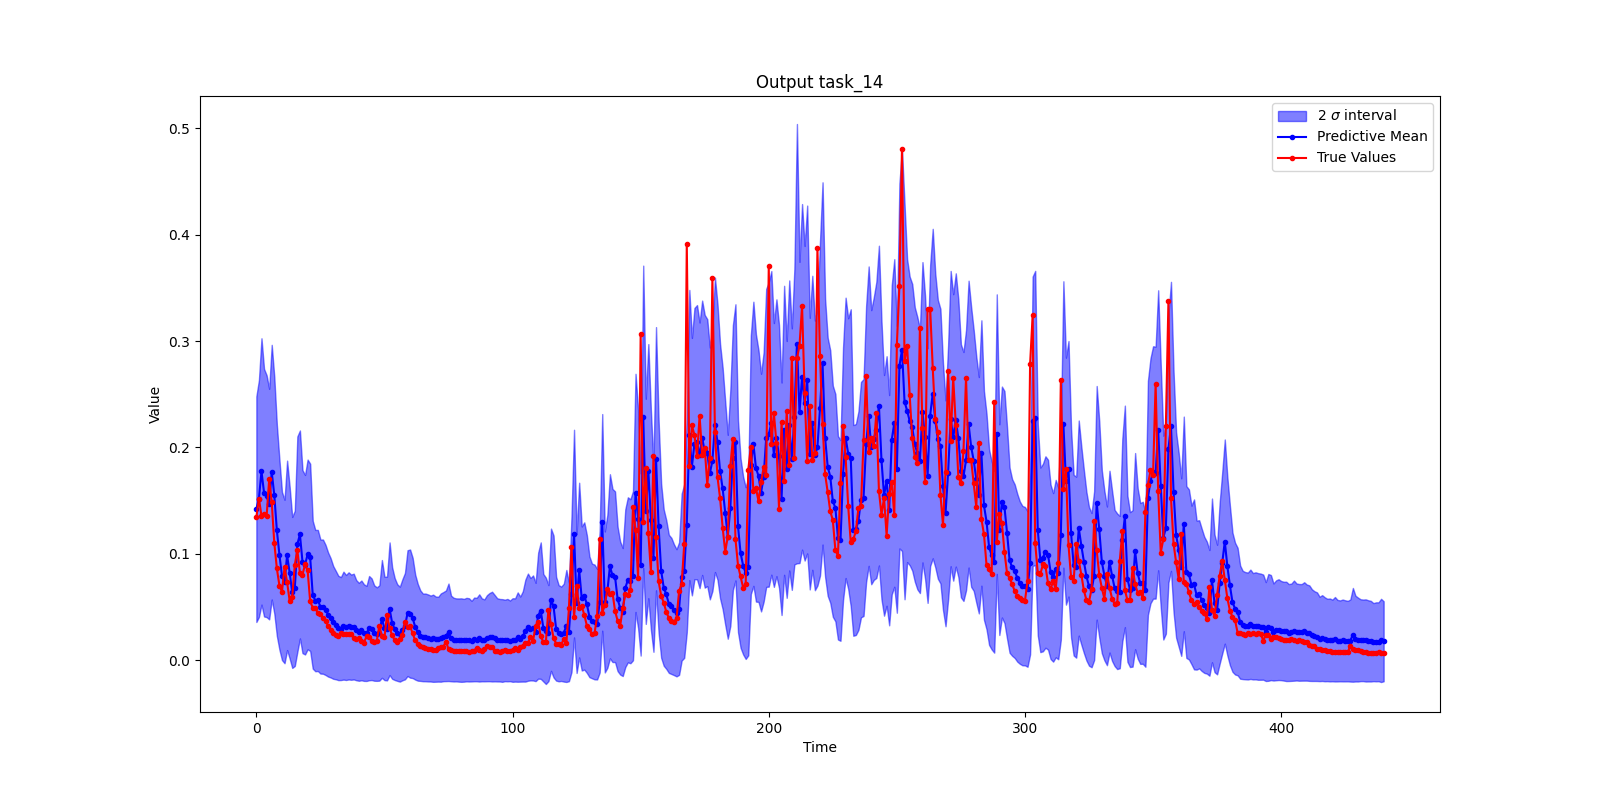 Output task_14
2 σ interval
Predictive Mean
True Values
Value
0.5
0.4
0.3
0.2
0.1
0.0
0
100
200
300
400
Time